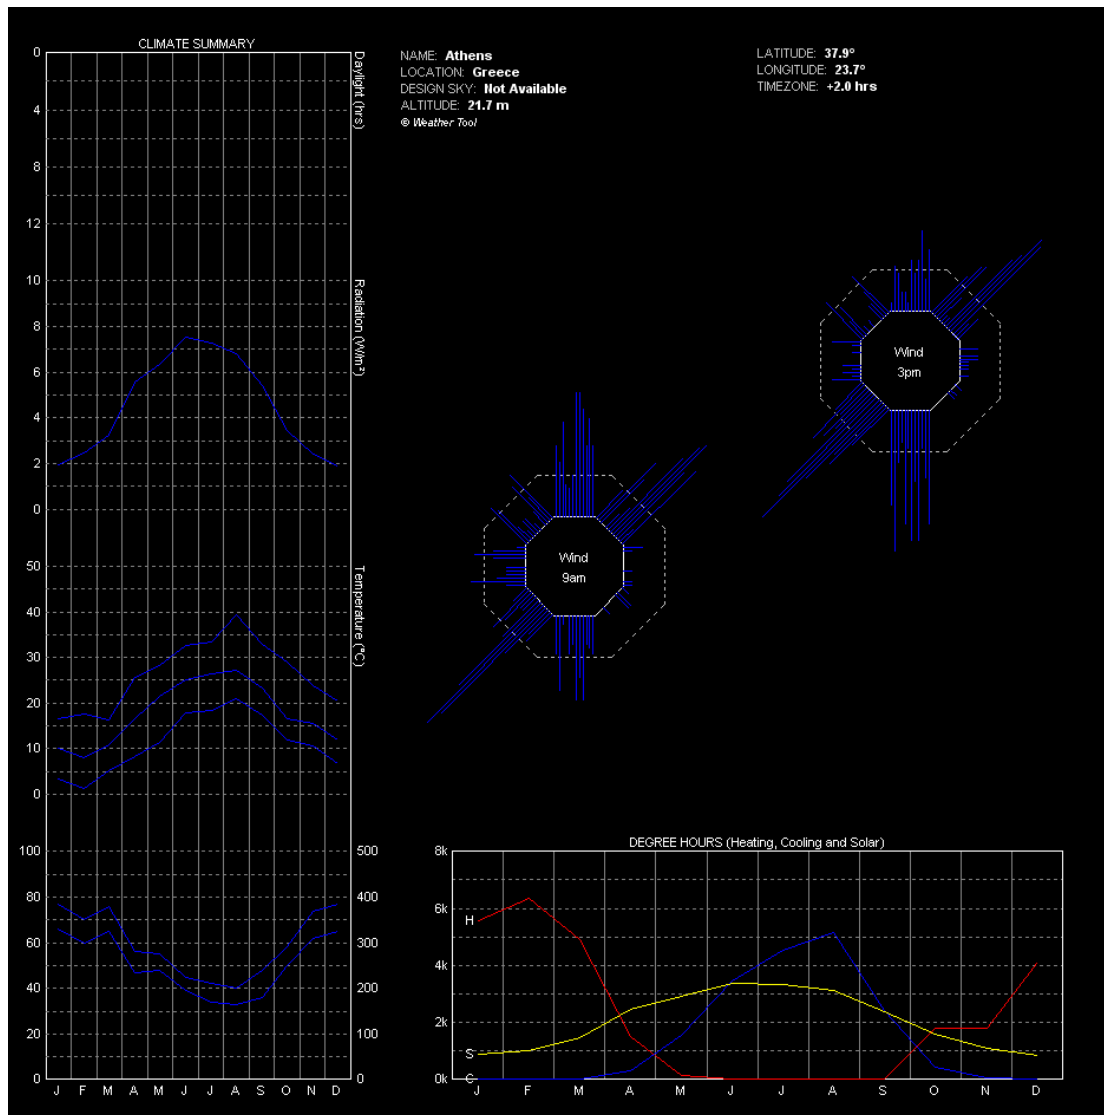 CLIMATE SUMMARY
NAME: Athens
LOCATION: Greece
DESIGN SKY: Not Available
ALTITUDE: 21.7 m
© Weather Tool
LATITUDE: 37.9°
LONGITUDE: 23.7°
TIMEZONE: +2.0 hrs
0
4
8
12
Daylight (hrs)
10
8
6
4
2
0
Radiation (W/m²)
50
40
30
20
10
0
Temperature (°C)
100
80
60
40
20
0
500
400
300
200
100
0
J F M A M J J A S O N D
Wind
3pm
Wind
9am
DEGREE HOURS (Heating, Cooling and Solar)
8k
6k
4k
2k
0k
H
S
C
J F M A M J J A S O N D